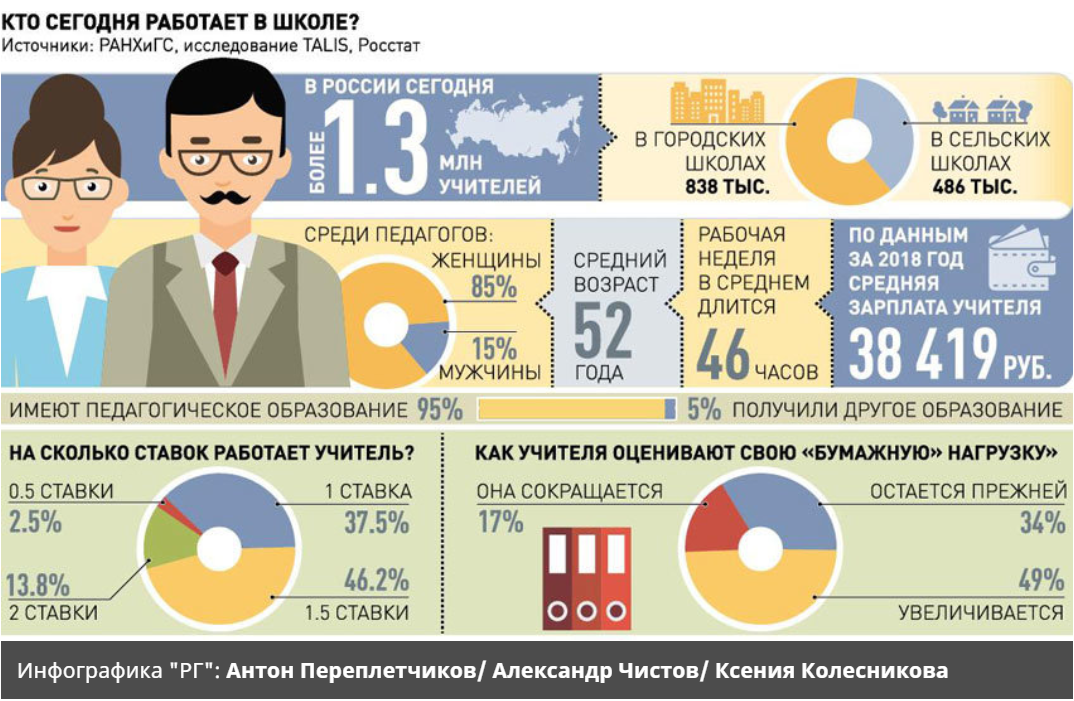 КТО СЕГОДНЯ РАБОТАЕТ В ШКОЛЕ?
Источники: РАНХиГС, исследование TALIS, Росстат
В РОССИИ СЕГОДНЯ
БОЛЕЕ
1.3
МЛН
УЧИТЕЛЕЙ
В ГОРОДСКИХ
ШКОЛАХ
838 ТЫС.
В СЕЛЬСКИХ
ШКОЛАХ
486 ТЫС.
СРЕДИ ПЕДАГОГОВ:
ЖЕНЩИНЫ
85%
15%
МУЖЧИНЫ
СРЕДНИЙ
ВОЗРАСТ
52
ГОДА
РАБОЧАЯ
НЕДЕЛЯ
В СРЕДНЕМ
ДЛИТСЯ
46 ЧАСОВ
ПО ДАННЫМ
ЗА 2018 ГОД
СРЕДНЯЯ
ЗАРПЛАТА УЧИТЕЛЯ
38 419 РУБ.
ИМЕЮТ ПЕДАГОГИЧЕСКОЕ ОБРАЗОВАНИЕ 95%
5% ПОЛУЧИЛИ ДРУГОЕ ОБРАЗОВАНИЕ
НА СКОЛЬКО СТАВОК РАБОТАЕТ УЧИТЕЛЬ?
0.5 СТАВКИ
2.5%
1 СТАВКА
37.5%
13.8%
2 СТАВКИ
46.2%
1.5 СТАВКИ
КАК УЧИТЕЛЯ ОЦЕНИВАЮТ СВОЮ «БУМАЖНУЮ» НАГРУЗКУ»
ОНА СОКРАЩАЕТСЯ
17%
ОСТАЕТСЯ ПРЕЖНЕЙ
34%
49%
УВЕЛИЧИВАЕТСЯ
Инфографика "РГ": Антон Переплетчиков/ Александр Чистов/ Ксения Колесникова